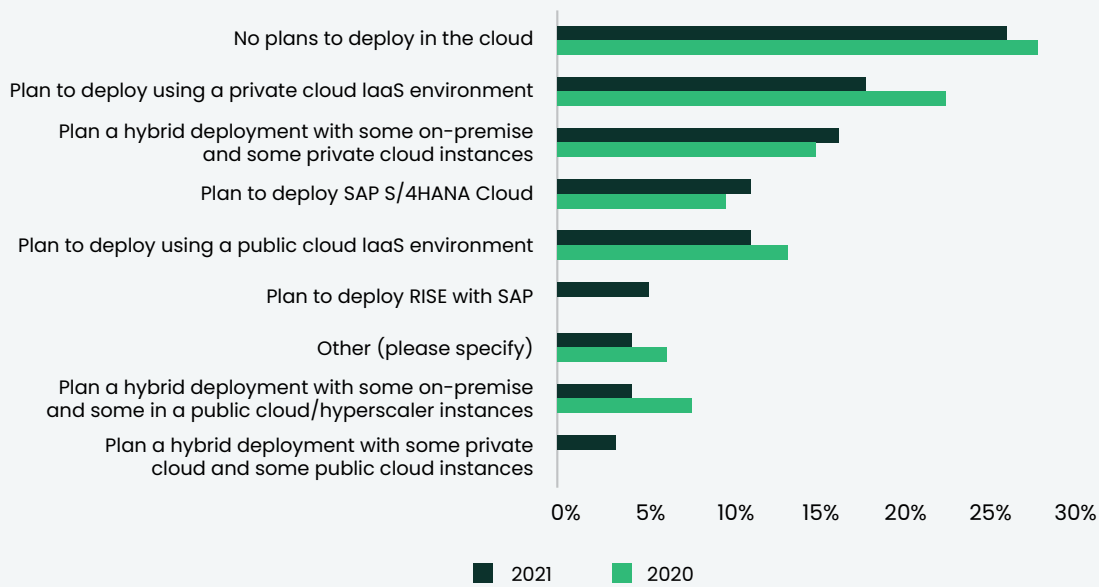 No plans to deploy in the cloud
Plan to deploy using a private cloud IaaS environment
Plan a hybrid deployment with some on-premise
and some private cloud instances
Plan to deploy SAP S/4HANA Cloud
Plan to deploy using a public cloud IaaS environment
Plan to deploy RISE with SAP
Other (please specify)
Plan a hybrid deployment with some on-premise
and some in a public cloud/hyperscaler instances
Plan a hybrid deployment with some private
cloud and some public cloud instances
0% 5% 10% 15% 20% 25% 30%
2021 2020